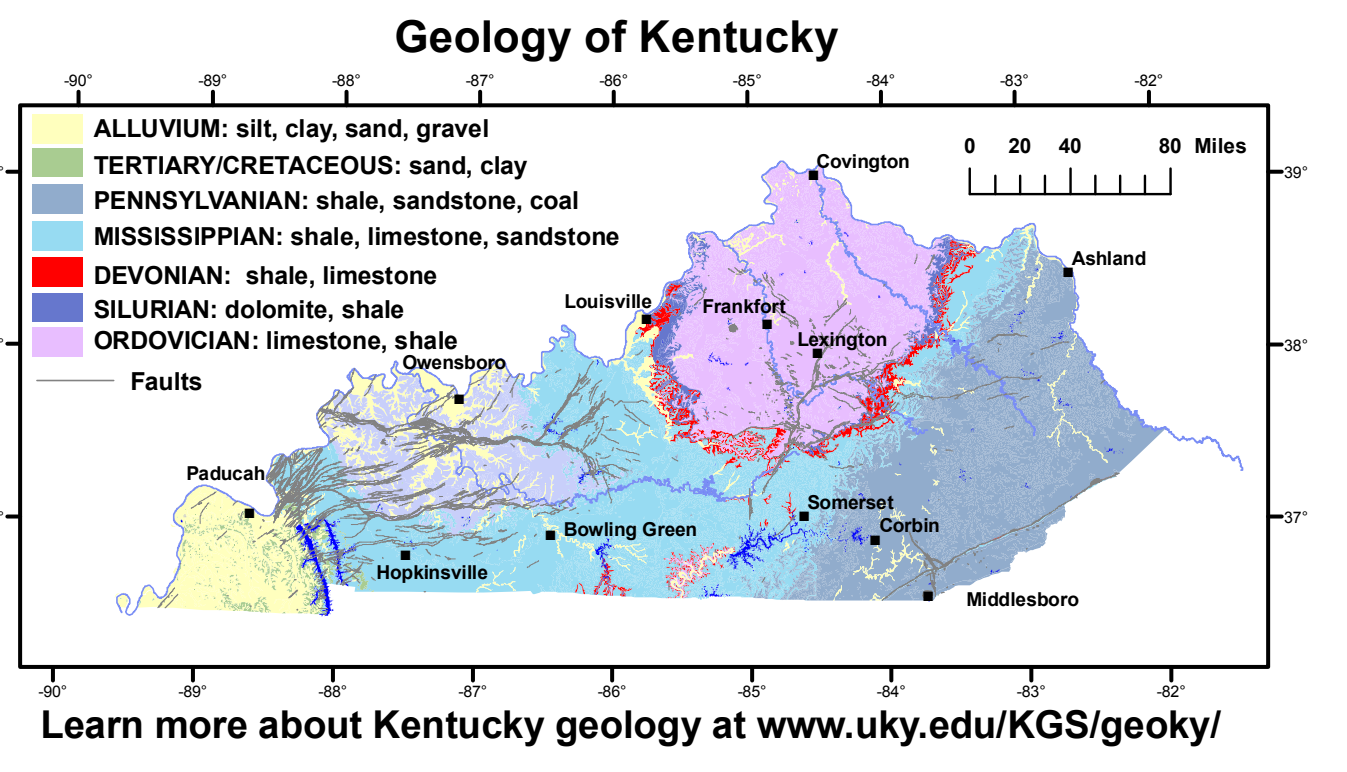 Geology of Kentucky
-90° -89° -88° -87° -86° -85° -84° -83° -82°
ALLUVIUM: silt, clay, sand, gravel
TERTIARY/CRETACEOUS: sand, clay
PENNSYLVANIAN: shale, sandstone, coal
MISSISSIPPIAN: shale, limestone, sandstone
DEVONIAN: shale, limestone
SILURIAN: dolomite, shale
ORDOVICIAN: limestone, shale
Faults
0 20 40 80 Miles
Covington
39°
Ashland
Louisville
Frankfort
Lexington
38°
Owensboro
Paducah
Somerset
37°
Corbin
Bowling Green
Hopkinsville
Middlesboro
-90° -89° -88° -87° -86° -85° -84° -83° -82°
Learn more about Kentucky geology at www.uky.edu/KGS/geoky/